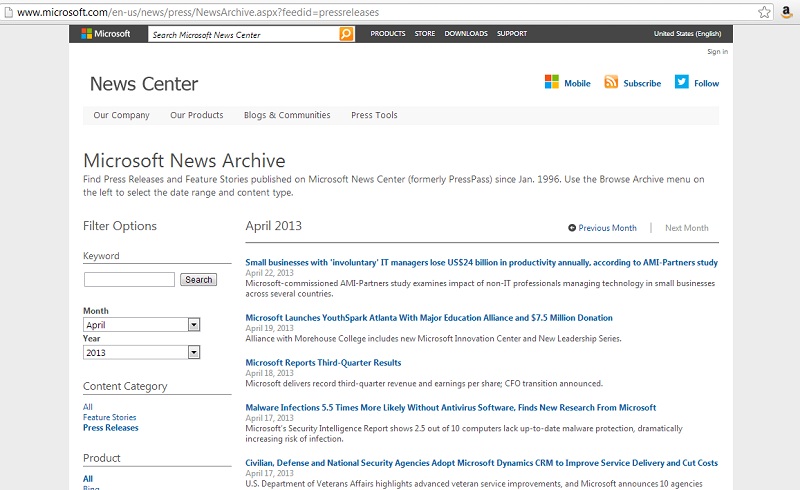 www.microsoft.com/en-us/news/press/NewsArchive.aspx?feedid=pressreleases
Microsoft
Search Microsoft News Center
PRODUCTS STORE DOWNLOADS SUPPORT
United States (English)
Sign in
News Center
Mobile
Subscribe
Follow
Our Company
Our Products
Blogs & Communities
Press Tools
Microsoft News Archive
Find Press Releases and Feature Stories published on Microsoft News Center (formerly PressPass) since Jan. 1996. Use the Browse Archive menu on
the left to select the date range and content type.
Filter Options
Keyword
Search
Month
April
Year
2013
Content Category
All
Feature Stories
Press Releases
Product
All
Bing
April 2013
Previous Month | Next Month
Small businesses with 'involuntary' IT managers lose US$24 billion in productivity annually, according to AMI-Partners study
April 22, 2013
Microsoft-commissioned AMI-Partners study examines impact of non-IT professionals managing technology in small businesses
across several countries.
Microsoft Launches YouthSpark Atlanta With Major Education Alliance and $7.5 Million Donation
April 19, 2013
Alliance with Morehouse College includes new Microsoft Innovation Center and New Leadership Series.
Microsoft Reports Third-Quarter Results
April 18, 2013
Microsoft delivers record third-quarter revenue and earnings per share; CFO transition announced.
Malware Infections 5.5 Times More Likely Without Antivirus Software, Finds New Research From Microsoft
April 17, 2013
Microsoft's Security Intelligence Report shows 2.5 out of 10 computers lack up-to-date malware protection, dramatically
increasing risk of infection.
Civilian, Defense and National Security Agencies Adopt Microsoft Dynamics CRM to Improve Service Delivery and Cut Costs
April 17, 2013
U.S. Department of Veterans Affairs highlights advanced veteran service improvements, and Microsoft announces 10 agencies